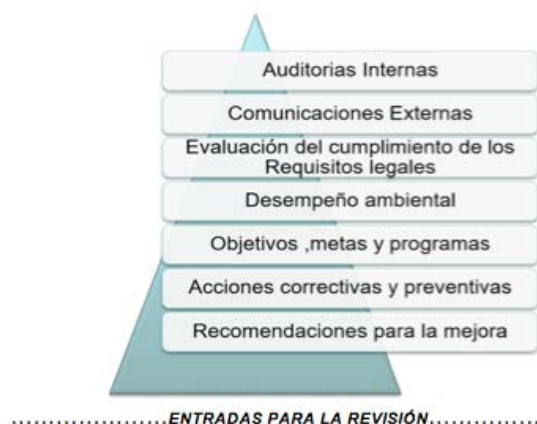 Auditorias Internas
Comunicaciones Externas
Evaluación del cumplimiento de los
Requisitos legales
Desempeño ambiental
Objetivos ,metas y programas
Acciones correctivas y preventivas
Recomendaciones para la mejora
.....................ENTRADAS PARA LA REVISIÓN...............